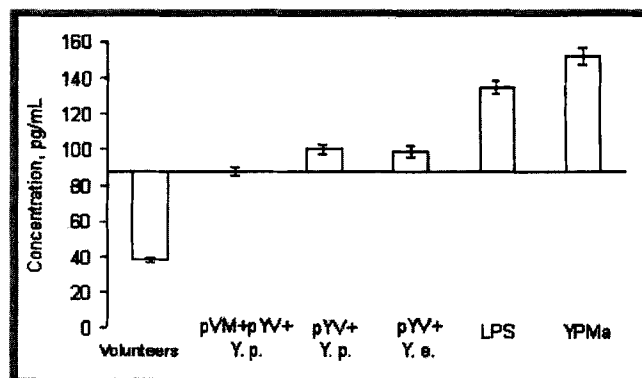 Concentration, pg/mL
160
140
120
100
80
60
40
20
0
Volunteers
pVM+pYV+
Y. p.
pYV+
Y. p.
pYV+
Y. e.
LPS
YPMa